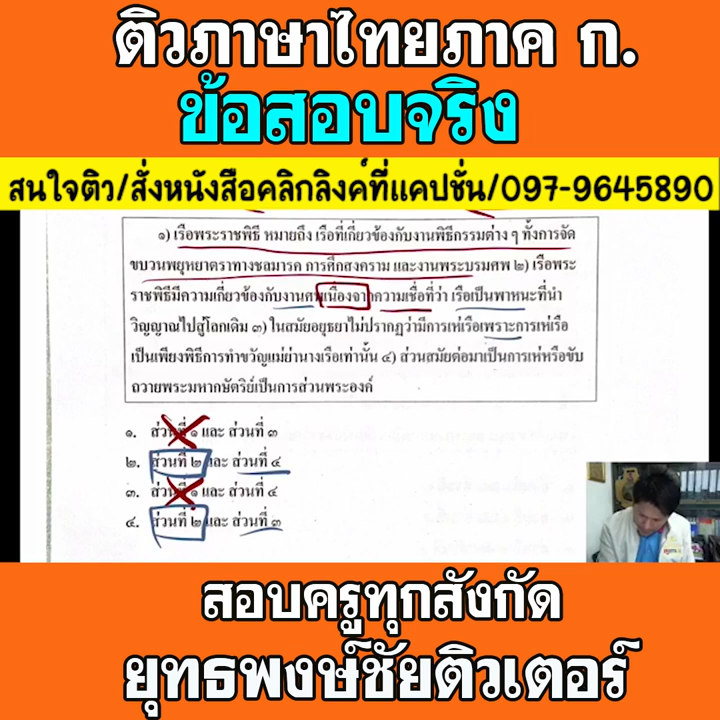 ติวภาษาไทยภาค ก.
ข้อสอบจริง
สนใจติว/สั่งหนังสือคลิกลิงค์ที่แคปชั่น/097-9645890
๑) เรือพระราชพิธี หมายถึง เรือที่เกี่ยวข้องกับงานพิธีกรรมต่าง ๆ ทั้งการจัด
ขบวนพยุหยาตราทางชลมารค การศึกสงคราม และงานพระบรมศพ ๒) เรือพระ
ราชพิธีมีความเกี่ยวข้องกับงานศพเนื่องจากความเชื่อที่ว่า เรือเป็นพาหนะที่นำ
วิญญาณไปสู่โลกเดิม ๓) ในสมัยอยุธยาไม่ปรากฏว่ามีการเห่เรือเพราะการเห่เรือ
เป็นเพียงพิธีการทำขวัญแม่ย่านางเรือเท่านั้น ๔) ส่วนสมัยต่อมาเป็นการเห่หรือขับ
ถวายพระมหากษัตริย์เป็นการส่วนพระองค์
๑. ส่วนที่ ๑ และ ส่วนที่ ๓
๒. ส่วนที่ ๒ และ ส่วนที่ ๔
๓. ส่วนที่ ๑ และ ส่วนที่ ๔
๔. ส่วนที่ ๒ และ ส่วนที่ ๓
สอบครูทุกสังกัด
ยุทธพงษ์ชัยติวเตอร์